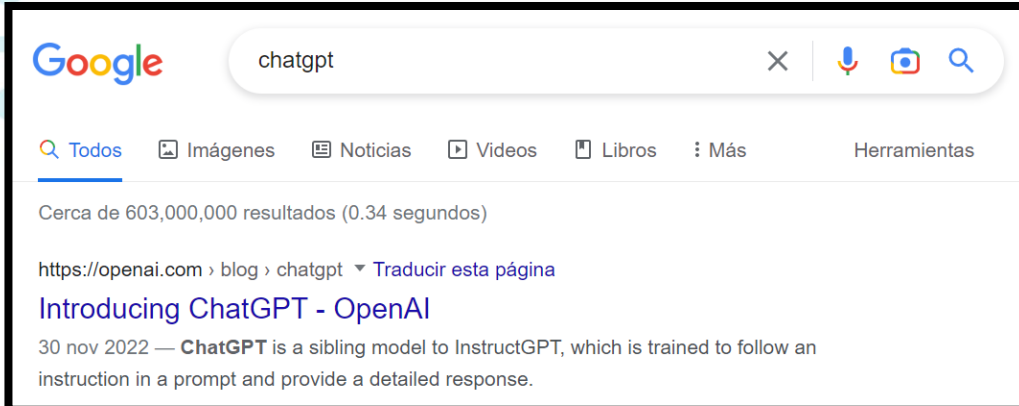 Google chatgpt
Todos Imágenes Noticias Videos Libros Más Herramientas
Cerca de 603,000,000 resultados (0.34 segundos)
https://openai.com › blog › chatgpt Traducir esta página
Introducing ChatGPT - OpenAI
30 nov 2022 — ChatGPT is a sibling model to InstructGPT, which is trained to follow an
instruction in a prompt and provide a detailed response.